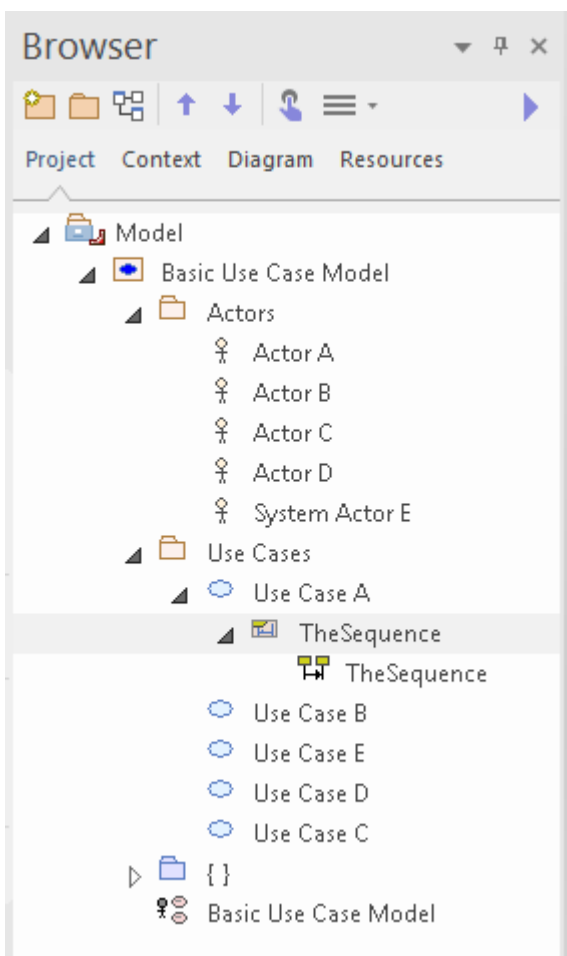 Browser
Project Context Diagram Resources
Model
Basic Use Case Model
Actors
Actor A
Actor B
Actor C
Actor D
System Actor E
Use Cases
Use Case A
TheSequence
TheSequence
Use Case B
Use Case E
Use Case D
Use Case C
{ }
Basic Use Case Model